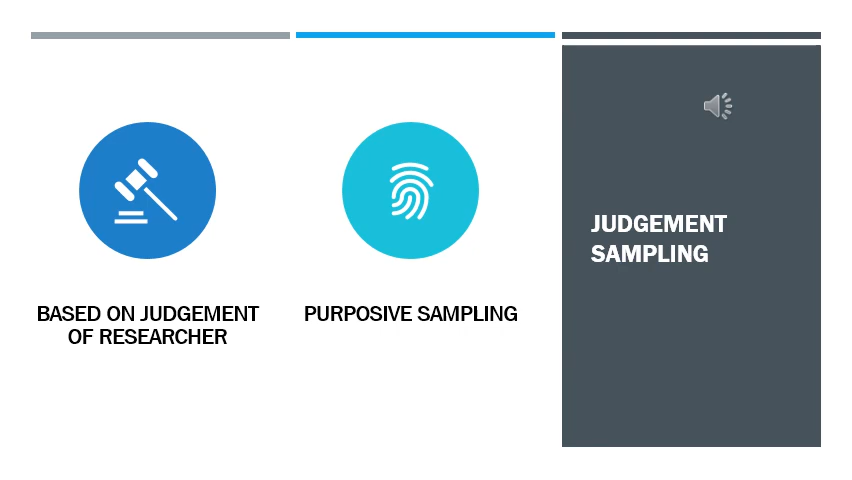 BASED ON JUDGEMENT
OF RESEARCHER
PURPOSIVE SAMPLING
JUDGEMENT
SAMPLING